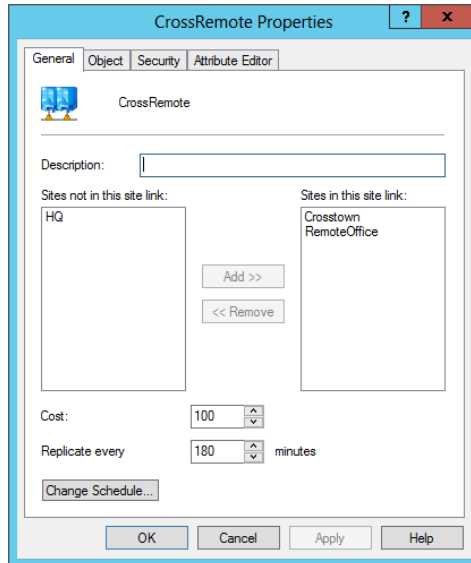 CrossRemote Properties
? x
General Object Security Attribute Editor
CrossRemote
Description:
Sites not in this site link: Sites in this site link:
HQ Crosstown
RemoteOffice
Add >>
<< Remove
Cost: 100
Replicate every 180 minutes
Change Schedule...
OK Cancel Apply Help